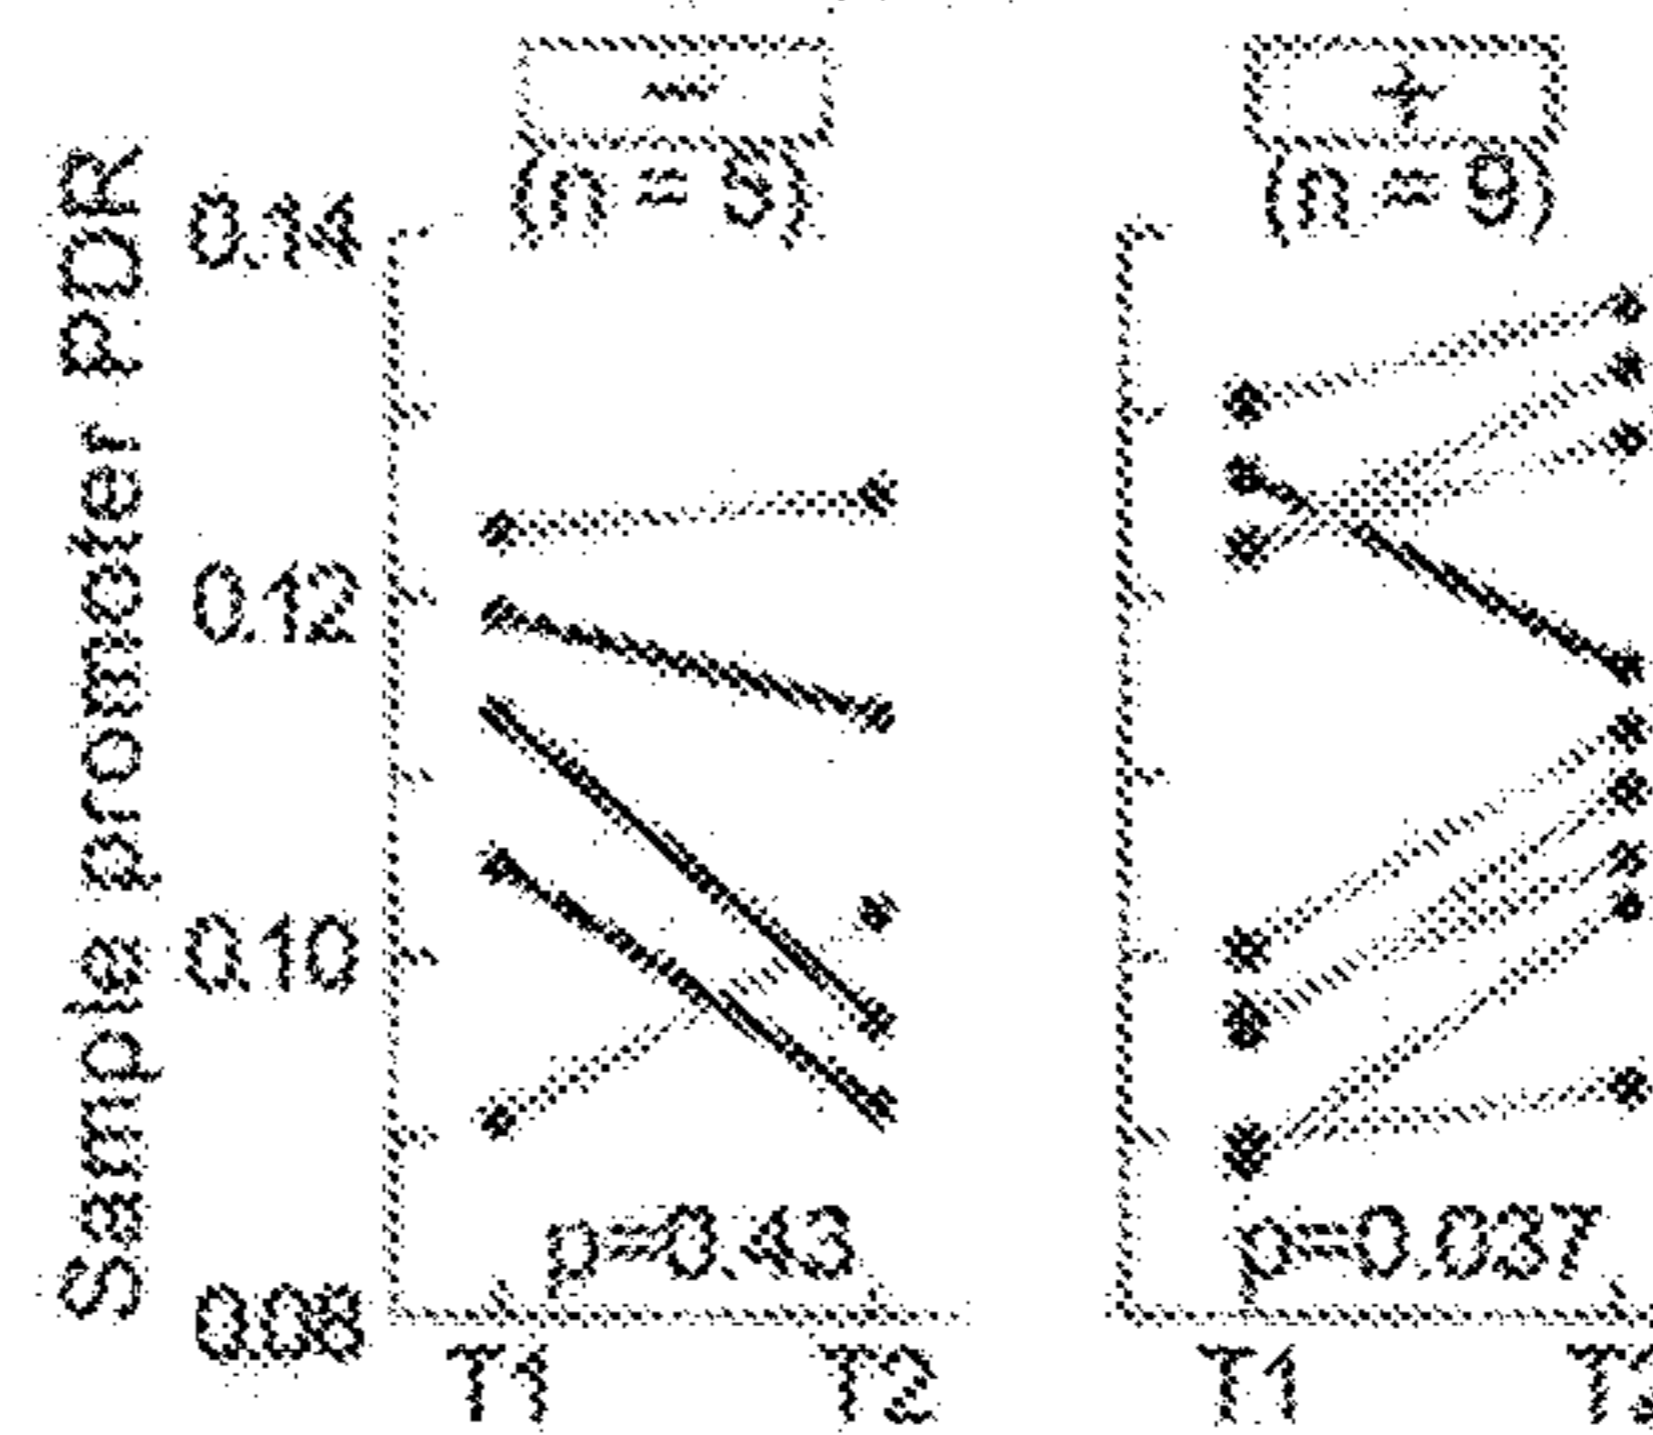 Sample promoter PDR
− +
(n = 5) (n = 9)
0.14
0.12
0.10
0.08
p=0.43 p=0.037
T1 T2 T1